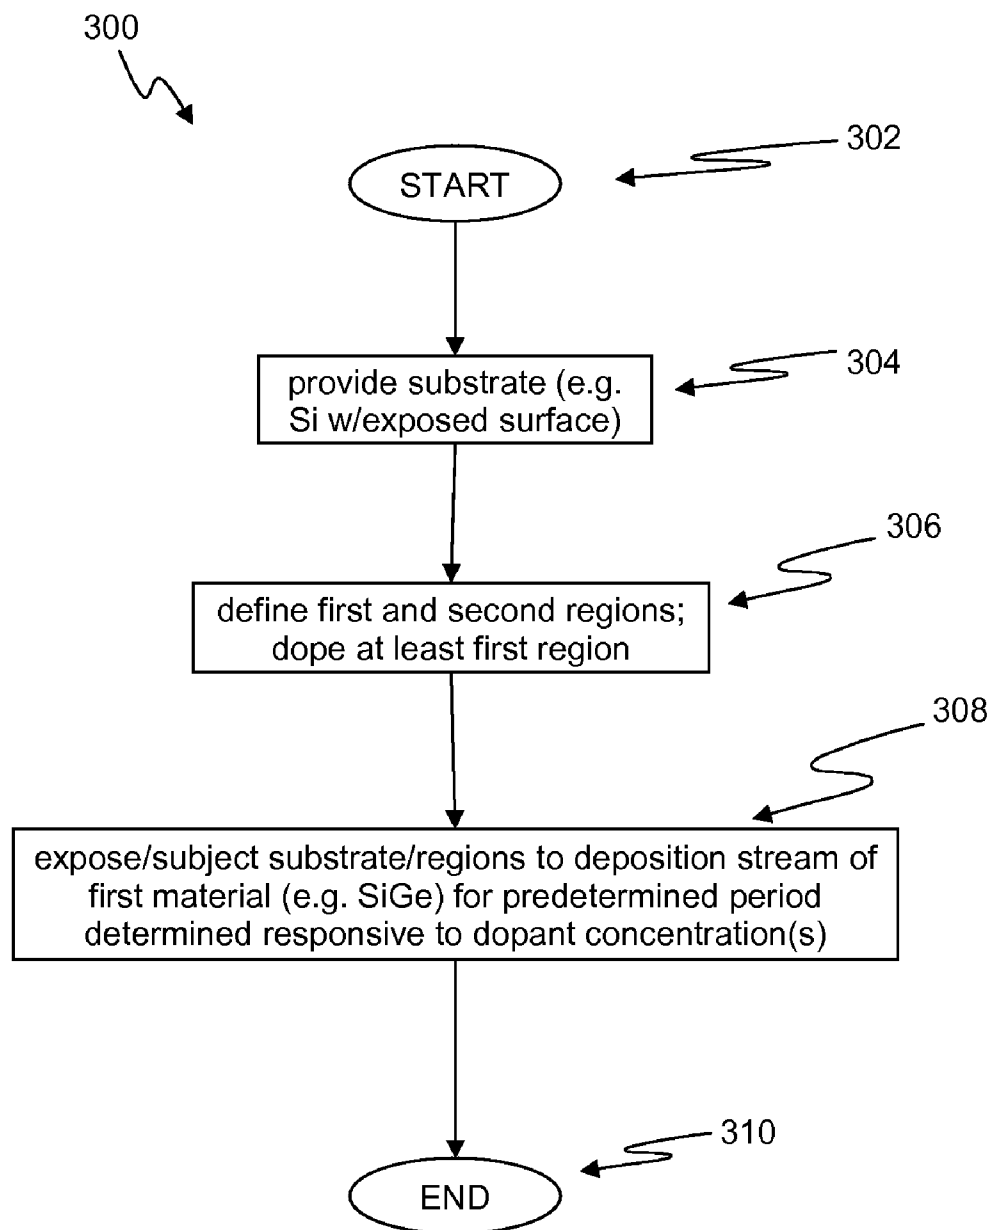 300
302
START
304
provide substrate (e.g.
Si w/exposed surface)
306
define first and second regions;
dope at least first region
308
expose/subject substrate/regions to deposition stream of
first material (e.g. SiGe) for predetermined period
determined responsive to dopant concentration(s)
310
END